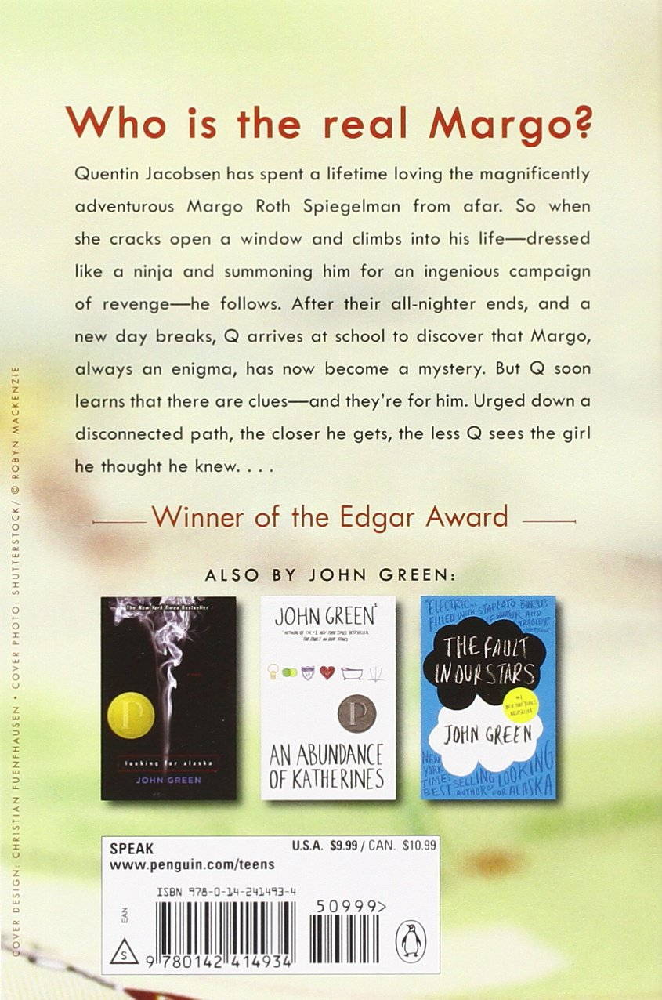 Who is the real Margo?
Quentin Jacobsen has spent a lifetime loving the magnificently
adventurous Margo Roth Spiegelman from afar. So when
she cracks open a window and climbs into his life—dressed
like a ninja and summoning him for an ingenious campaign
of revenge—he follows. After their all-nighter ends, and a
new day breaks, Q arrives at school to discover that Margo,
always an enigma, has now become a mystery. But Q soon
learns that there are clues—and they're for him. Urged down a
disconnected path, the closer he gets, the less Q sees the girl
he thought he knew. . . .
Winner of the Edgar Award
ALSO BY JOHN GREEN:
The New York Times Bestseller
P
looking for alaska
JOHN GREEN
JOHN GREEN¹
¹ AUTHOR OF THE #1 NEW YORK TIMES BESTSELLER
THE FAULT IN OUR STARS
P
AN ABUNDANCE
OF KATHERINES
"ELECTRIC... STACCATO BURSTS
FILLED WITH OF HUMOR AND
TRAGEDY."
THE FAULT
IN OUR STARS
#1
NEW YORK TIMES
BESTSELLER
JOHN GREEN
NEW
YORK
TIMES
BESTSELLING
AUTHOR OF
LOOKING
FOR ALASKA
COVER DESIGN: CHRISTIAN FUENFHAUSEN • COVER PHOTO: SHUTTERSTOCK/ © ROBYN MACKENZIE
SPEAK
www.penguin.com/teens
U.S.A. $9.99 / CAN. $10.99
ISBN 978-0-14-241493-4
50999>
EAN
S
9 780142 414934